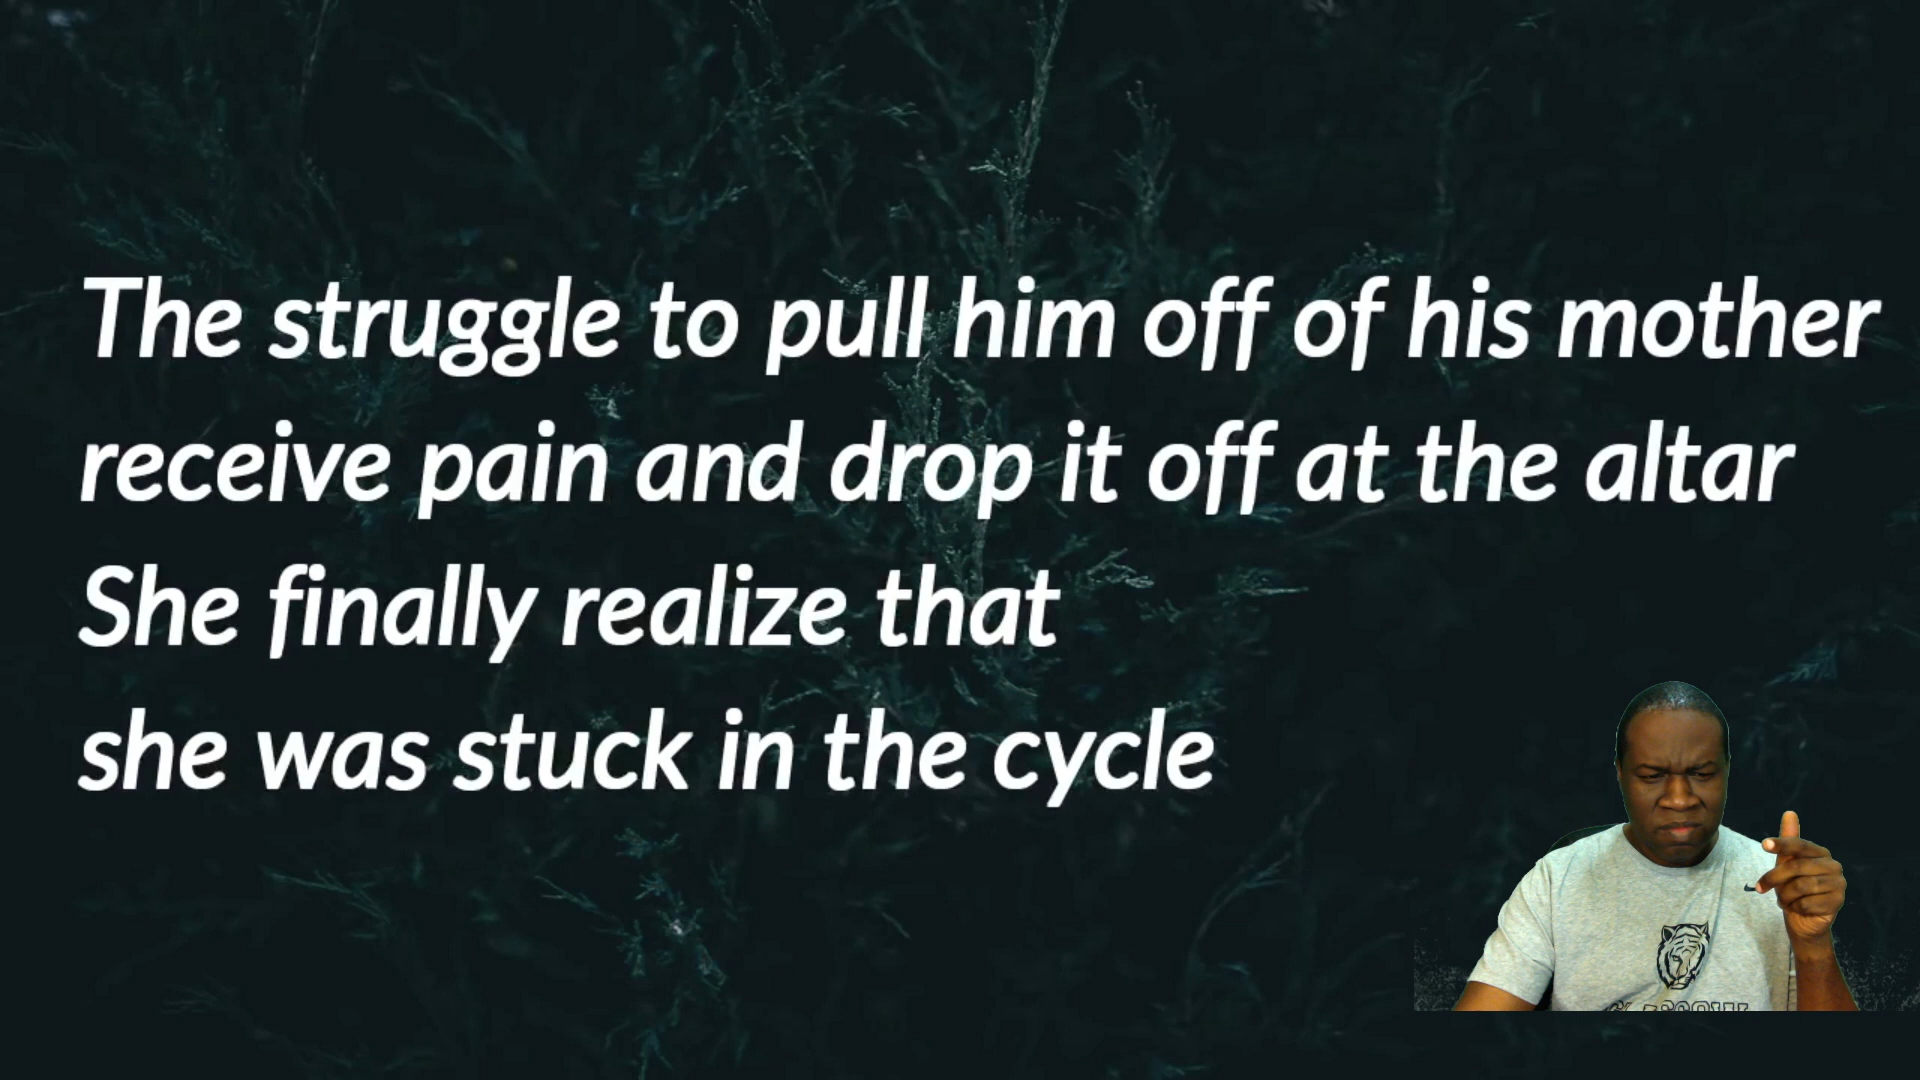 The struggle to pull him off of his mother
receive pain and drop it off at the altar
She finally realize that
she was stuck in the cycle